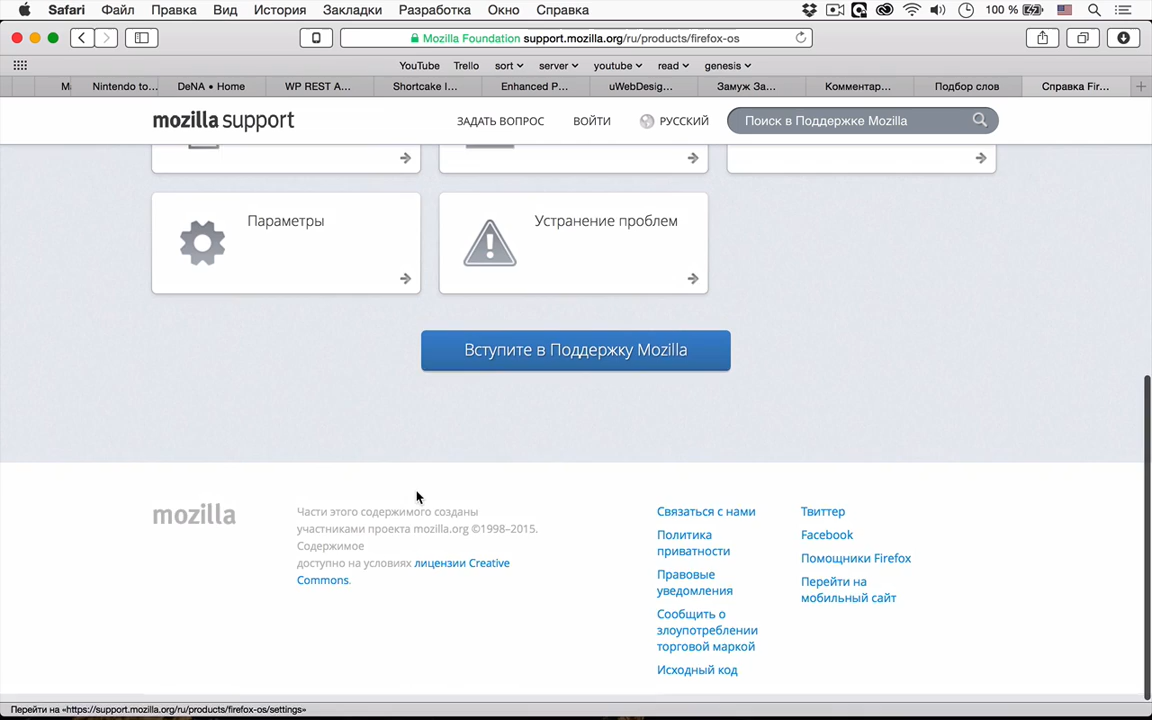 Safari Файл Правка Вид История Закладки Разработка Окно Справка 100 %
Mozilla Foundation support.mozilla.org/ru/products/firefox-os
YouTube Trello sort server youtube read genesis
Nintendo to... DeNA • Home WP REST A... Shortcake I... Enhanced P... uWebDesig... Замуж За... Комментар... Подбор слов Справка Fir...
mozilla support ЗАДАТЬ ВОПРОС ВОЙТИ РУССКИЙ Поиск в Поддержке Mozilla
Параметры Устранение проблем
Вступите в Поддержку Mozilla
mozilla
Части этого содержимого созданы
участниками проекта mozilla.org ©1998–2015.
Содержимое
доступно на условиях лицензии Creative
Commons.
Связаться с нами
Политика
приватности
Правовые
уведомления
Сообщить о
злоупотреблении
торговой маркой
Исходный код
Твиттер
Facebook
Помощники Firefox
Перейти на
мобильный сайт
Перейти на «https://support.mozilla.org/ru/products/firefox-os/settings»